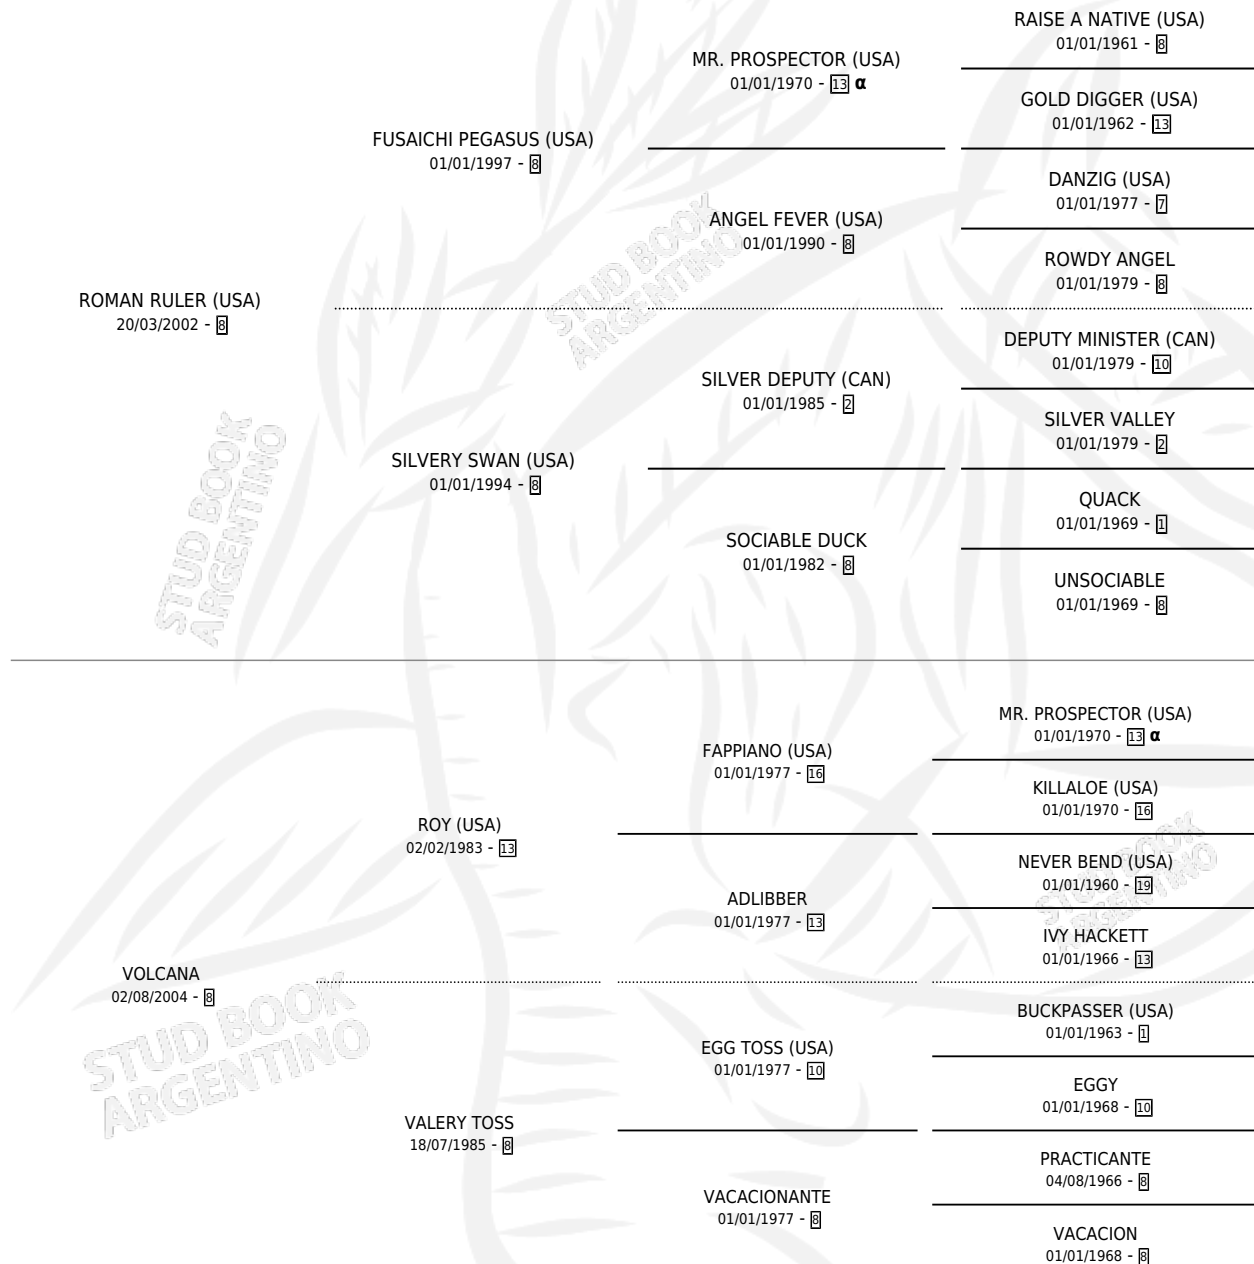 RAISE A NATIVE (USA)
01/01/1961 - 8
MR. PROSPECTOR (USA)
01/01/1970 - 13 α
GOLD DIGGER (USA)
01/01/1962 - 13
FUSAICHI PEGASUS (USA)
01/01/1997 - 8
DANZIG (USA)
01/01/1977 - 7
ANGEL FEVER (USA)
01/01/1990 - 8
ROWDY ANGEL
01/01/1979 - 8
ROMAN RULER (USA)
20/03/2002 - 8
DEPUTY MINISTER (CAN)
01/01/1979 - 10
SILVER DEPUTY (CAN)
01/01/1985 - 2
SILVER VALLEY
01/01/1979 - 2
SILVERY SWAN (USA)
01/01/1994 - 8
QUACK
01/01/1969 - 1
SOCIABLE DUCK
01/01/1982 - 8
UNSOCIABLE
01/01/1969 - 8
MR. PROSPECTOR (USA)
01/01/1970 - 13 α
FAPPIANO (USA)
01/01/1977 - 16
KILLALOE (USA)
01/01/1970 - 16
ROY (USA)
02/02/1983 - 13
NEVER BEND (USA)
01/01/1960 - 19
ADLIBBER
01/01/1977 - 13
IVY HACKETT
01/01/1966 - 13
VOLCANA
02/08/2004 - 8
BUCKPASSER (USA)
01/01/1963 - 1
EGG TOSS (USA)
01/01/1977 - 10
EGGY
01/01/1968 - 10
VALERY TOSS
18/07/1985 - 8
PRACTICANTE
04/08/1966 - 8
VACACIONANTE
01/01/1977 - 8
VACACION
01/01/1968 - 8
STUD BOOK
ARGENTINO
STUD BOOK
ARGENTINO
STUD BOOK
ARGENTINO
STUD BOOK
ARGENTINO